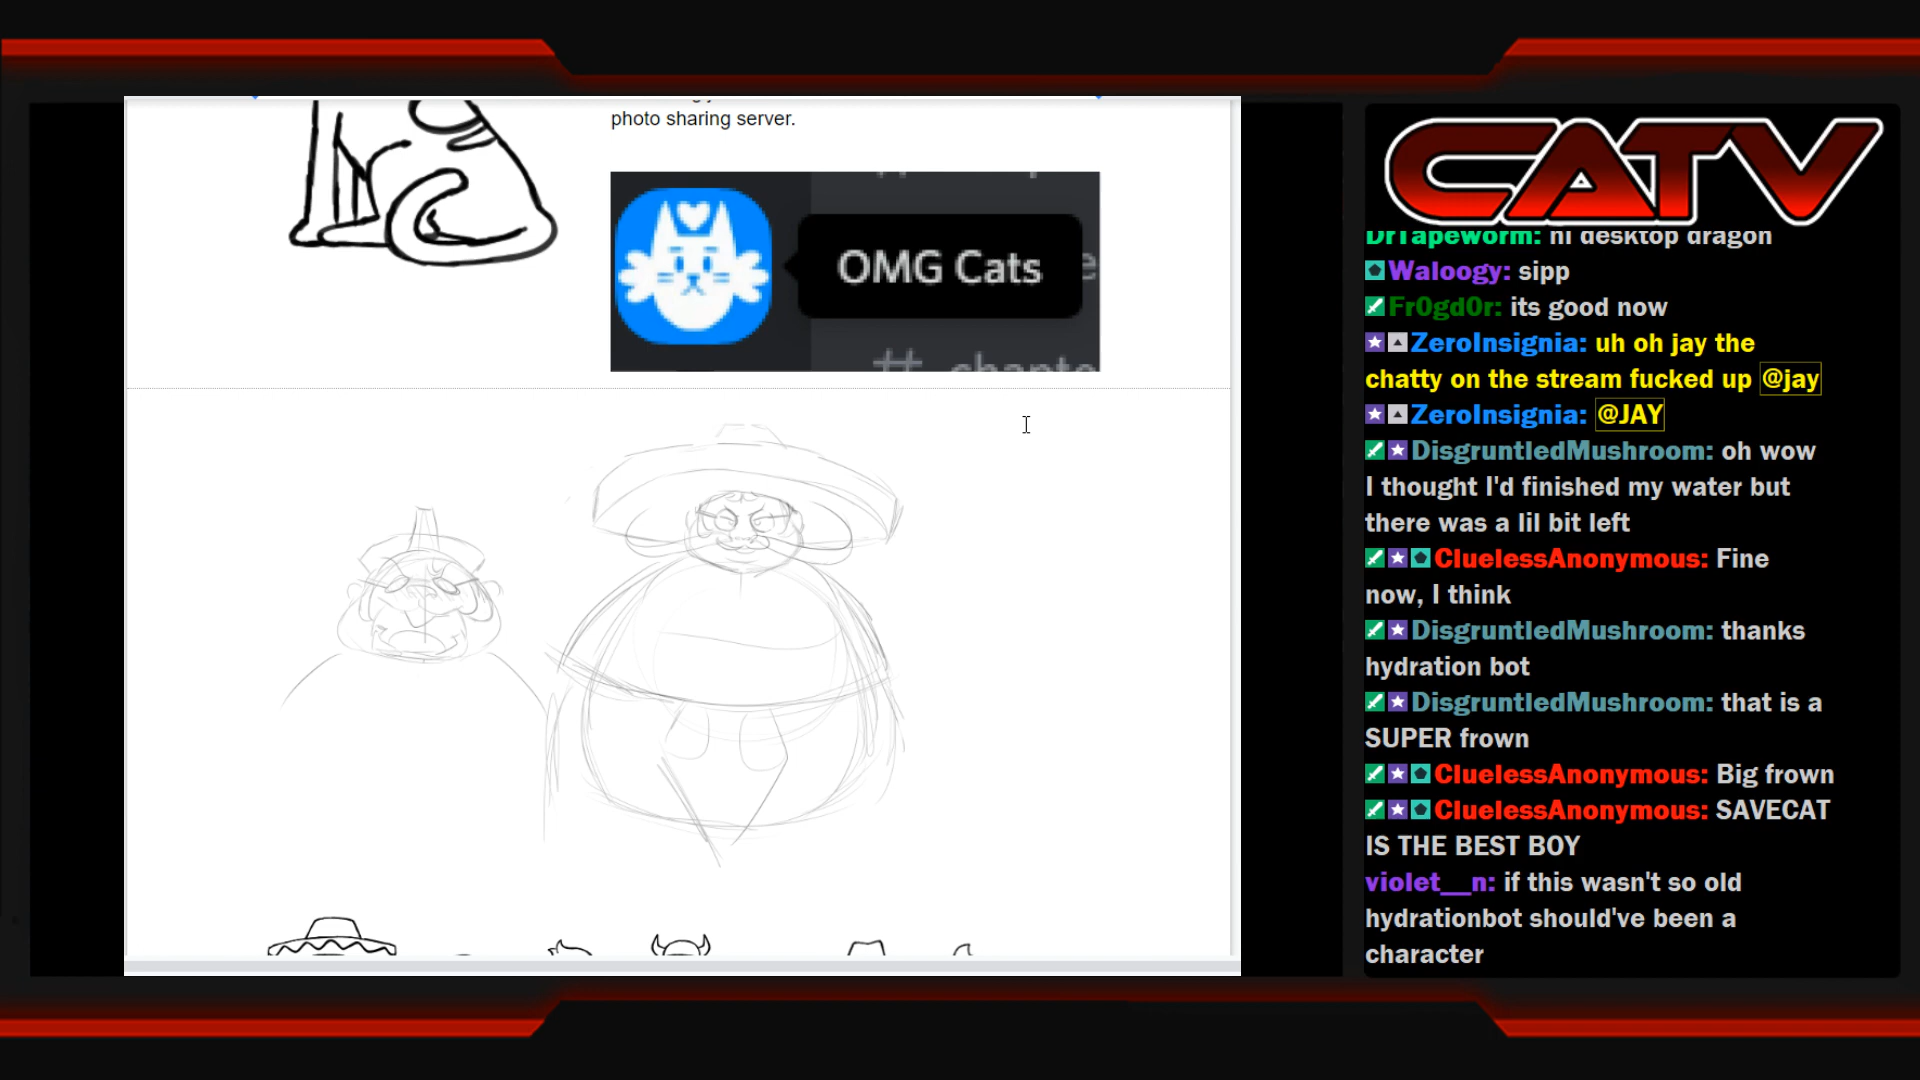 photo sharing server.
OMG Cats
CATV
DrTapeworm: hi desktop dragon
Waloogy: sipp
Fr0gd0r: its good now
ZeroInsignia: uh oh jay the
chatty on the stream fucked up @jay
ZeroInsignia: @JAY
DisgruntledMushroom: oh wow
I thought I'd finished my water but
there was a lil bit left
CluelessAnonymous: Fine
now, I think
DisgruntledMushroom: thanks
hydration bot
DisgruntledMushroom: that is a
SUPER frown
CluelessAnonymous: Big frown
CluelessAnonymous: SAVECAT
IS THE BEST BOY
violet__n: if this wasn't so old
hydrationbot should've been a
character